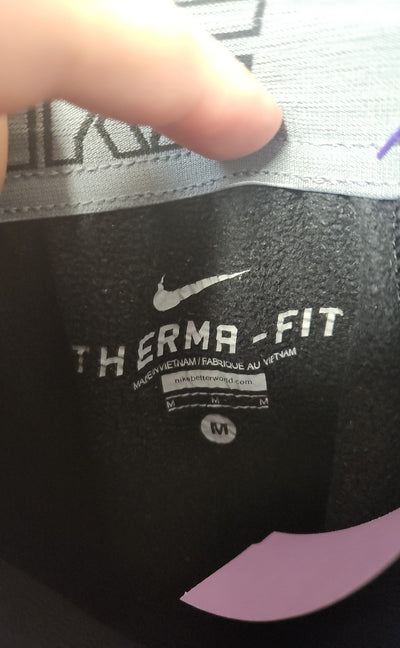 THERMA-FIT
MADE IN VIETNAM / FABRIQUE AU VIETNAM
nikebetterworld.com
M M M
M